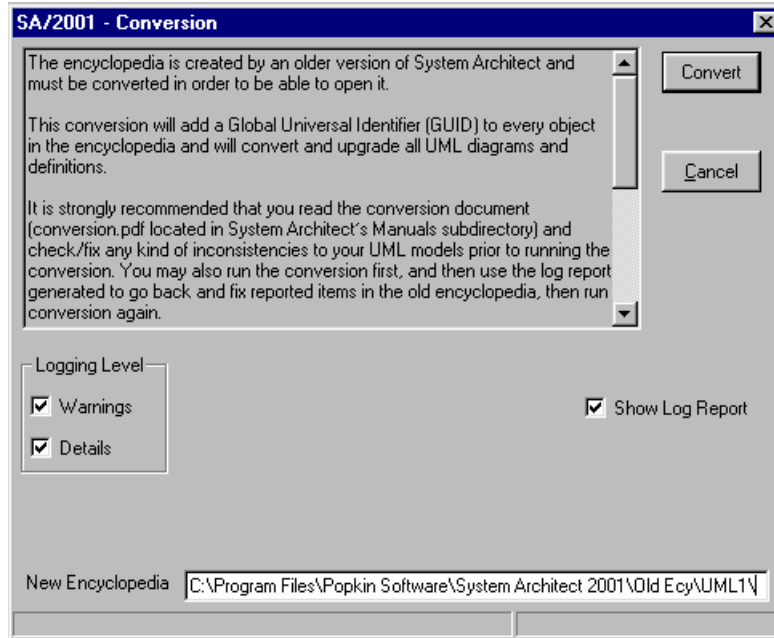 SA/2001 - Conversion
The encyclopedia is created by an older version of System Architect and
must be converted in order to be able to open it.
This conversion will add a Global Universal Identifier (GUID) to every object
in the encyclopedia and will convert and upgrade all UML diagrams and
definitions.
It is strongly recommended that you read the conversion document
(conversion.pdf located in System Architect's Manuals subdirectory) and
check/fix any kind of inconsistencies to your UML models prior to running the
conversion. You may also run the conversion first, and then use the log report
generated to go back and fix reported items in the old encyclopedia, then run
conversion again.
Convert
Cancel
Logging Level
Warnings
Details
Show Log Report
New Encyclopedia C:\Program Files\Popkin Software\System Architect 2001\Old Ecy\UML1\